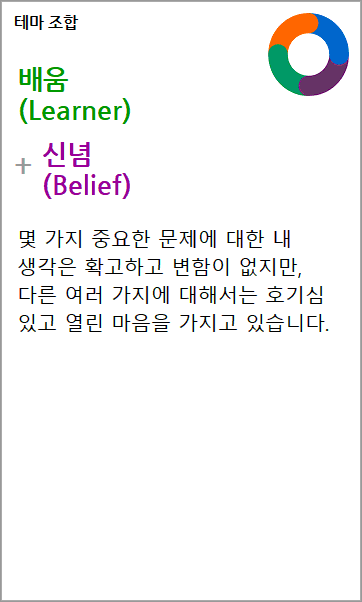 테마 조합
배움
(Learner)
+ 신념
(Belief)
몇 가지 중요한 문제에 대한 내
생각은 확고하고 변함이 없지만,
다른 여러 가지에 대해서는 호기심
있고 열린 마음을 가지고 있습니다.